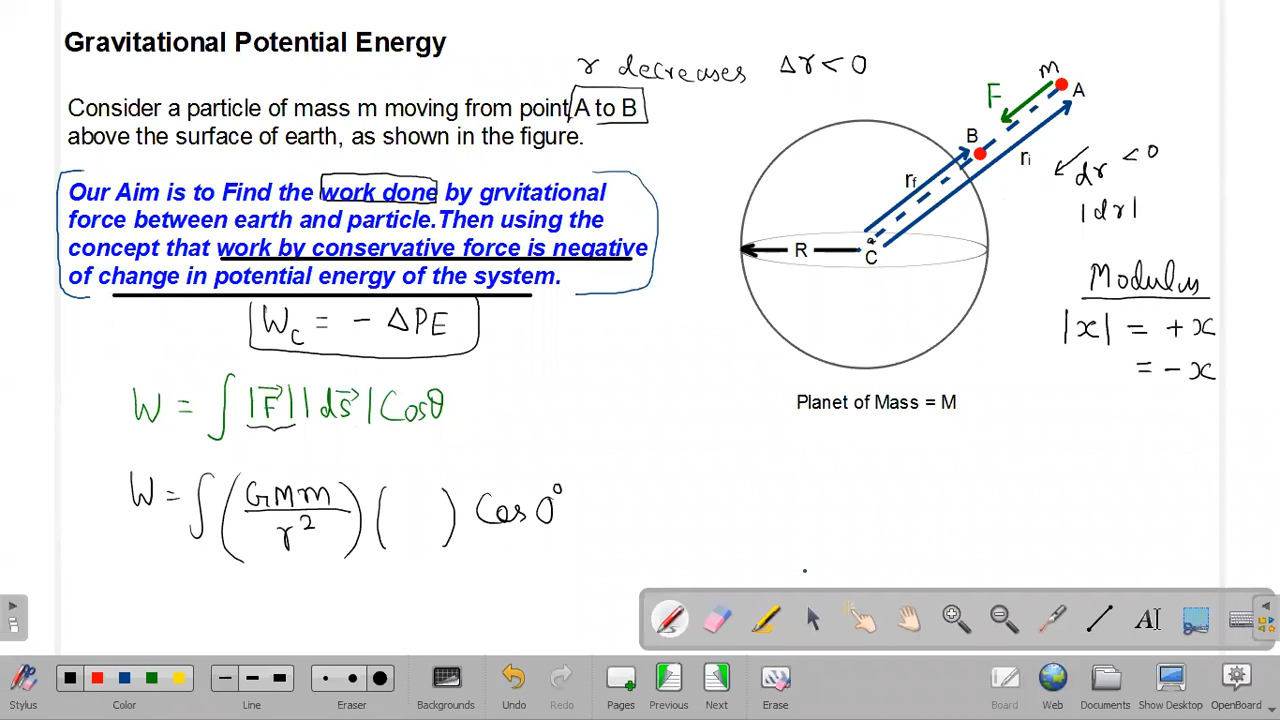 Gravitational Potential Energy
r decreases Δr < 0
Consider a particle of mass m moving from point A to B
above the surface of earth, as shown in the figure.
Our Aim is to Find the work done by grvitational
force between earth and particle.Then using the
concept that work by conservative force is negative
of change in potential energy of the system.
W_C = - ΔPE
W = ∫ |F⃗| |ds⃗| Cosθ
W = ∫ (GMm/r²) ( ) Cos 0°
m
A
F
B
r_i
r_f
R
C
dr < 0
|dr|
Modulus
|x| = +x
= -x
Planet of Mass = M
Stylus
Color
Line
Eraser
Backgrounds
Undo
Redo
Pages
Previous
Next
Erase
Board
Web
Documents
Show Desktop
OpenBoard